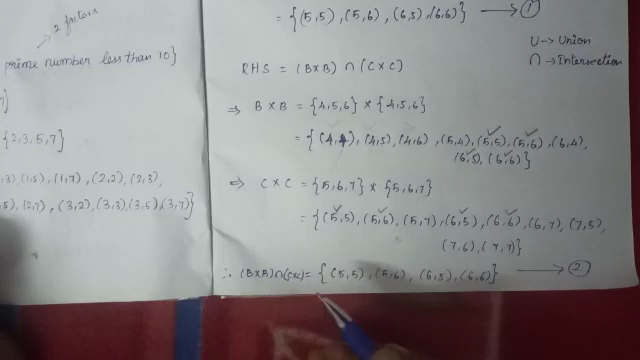 → 2 factors
prime number less than 10}
7}
{2,3,5,7}
,3),(1,5),(1,7),(2,2),(2,3),
,5),(2,7),(3,2),(3,3),(3,5),(3,7)}
= {(5,5),(5,6),(6,5),(6,6)} → ①
U → Union
∩ → Intersection
RHS = (B×B) ∩ (C×C)
⇒ B×B = {4,5,6} × {4,5,6}
= {(4,4),(4,5),(4,6),(5,4),(5,5),(5,6),(6,4),
(6,5),(6,6)}
⇒ C×C = {5,6,7} × {5,6,7}
= {(5,5),(5,6),(5,7),(6,5),(6,6),(6,7),(7,5),
(7,6),(7,7)}
∴ (B×B)∩(C×C) = {(5,5),(5,6),(6,5),(6,6)} → ②